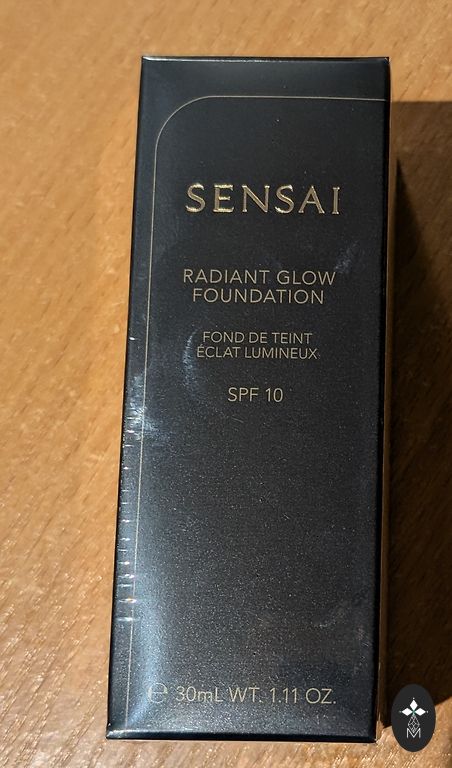 SENSAI
RADIANT GLOW
FOUNDATION
FOND DE TEINT
ÉCLAT LUMINEUX
SPF 10
℮ 30mL WT. 1.11 OZ.
M